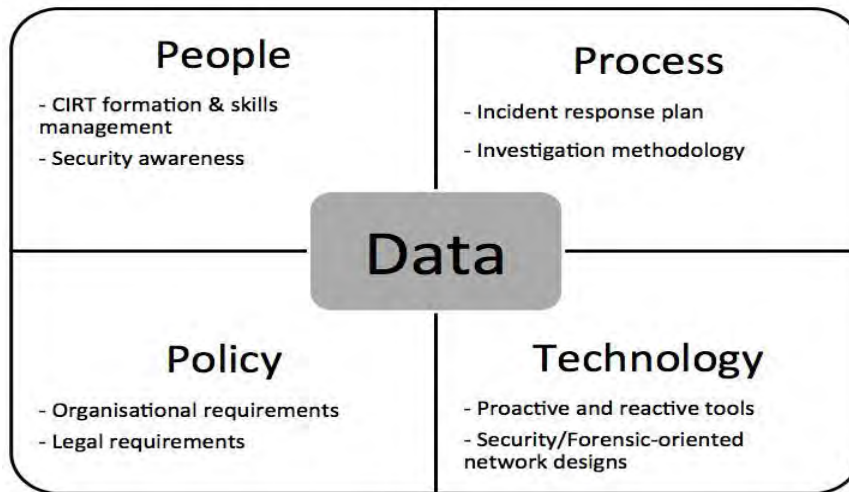 People
- CIRT formation & skills
management
- Security awareness
Process
- Incident response plan
- Investigation methodology
Data
Policy
- Organisational requirements
- Legal requirements
Technology
- Proactive and reactive tools
- Security/Forensic-oriented
network designs